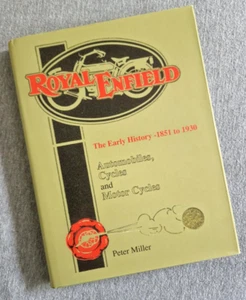 ROYAL ENFIELD
The Early History - 1851 to 1930
Automobiles,
Cycles
and
Motor Cycles
Peter Miller